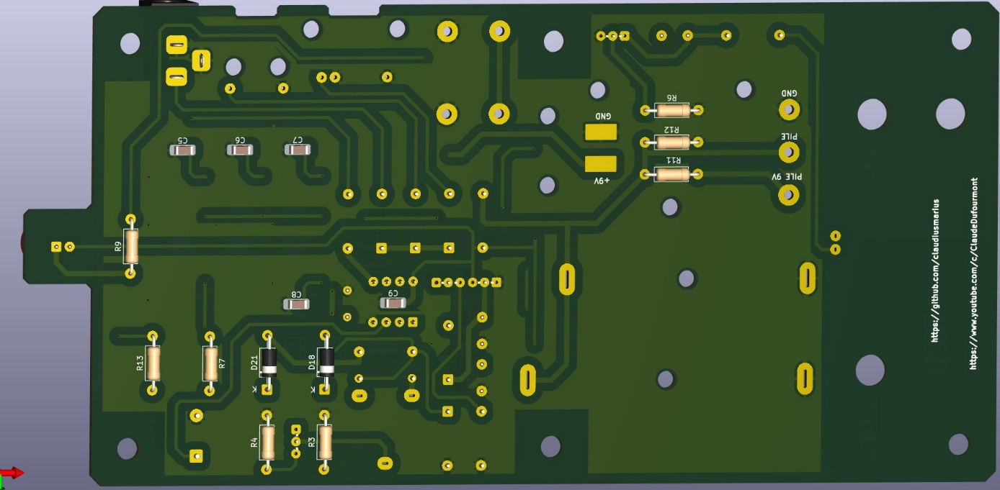 GND
R6
GND
R12
PILE
C5
C6
C7
R11
+9V
PILE 9V
https://github.com/claudiusmarius
https://www.youtube.com/c/ClaudeDufourmont
R9
C8
C9
R13
R7
D21
D18
K
K
R4
R3